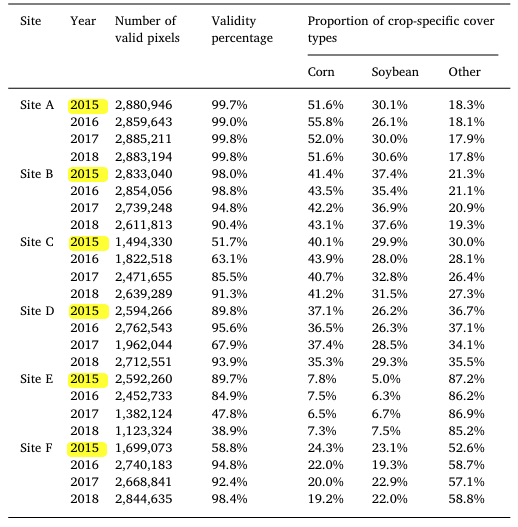 Site Year Number of valid pixels Validity percentage Proportion of crop-specific cover types
Corn Soybean Other
Site A 2015 2,880,946 99.7% 51.6% 30.1% 18.3%
2016 2,859,643 99.0% 55.8% 26.1% 18.1%
2017 2,885,211 99.8% 52.0% 30.0% 17.9%
2018 2,883,194 99.8% 51.6% 30.6% 17.8%
Site B 2015 2,833,040 98.0% 41.4% 37.4% 21.3%
2016 2,854,056 98.8% 43.5% 35.4% 21.1%
2017 2,739,248 94.8% 42.2% 36.9% 20.9%
2018 2,611,813 90.4% 43.1% 37.6% 19.3%
Site C 2015 1,494,330 51.7% 40.1% 29.9% 30.0%
2016 1,822,518 63.1% 43.9% 28.0% 28.1%
2017 2,471,655 85.5% 40.7% 32.8% 26.4%
2018 2,639,289 91.3% 41.2% 31.5% 27.3%
Site D 2015 2,594,266 89.8% 37.1% 26.2% 36.7%
2016 2,762,543 95.6% 36.5% 26.3% 37.1%
2017 1,962,044 67.9% 37.4% 28.5% 34.1%
2018 2,712,551 93.9% 35.3% 29.3% 35.5%
Site E 2015 2,592,260 89.7% 7.8% 5.0% 87.2%
2016 2,452,733 84.9% 7.5% 6.3% 86.2%
2017 1,382,124 47.8% 6.5% 6.7% 86.9%
2018 1,123,324 38.9% 7.3% 7.5% 85.2%
Site F 2015 1,699,073 58.8% 24.3% 23.1% 52.6%
2016 2,740,183 94.8% 22.0% 19.3% 58.7%
2017 2,668,841 92.4% 20.0% 22.9% 57.1%
2018 2,844,635 98.4% 19.2% 22.0% 58.8%